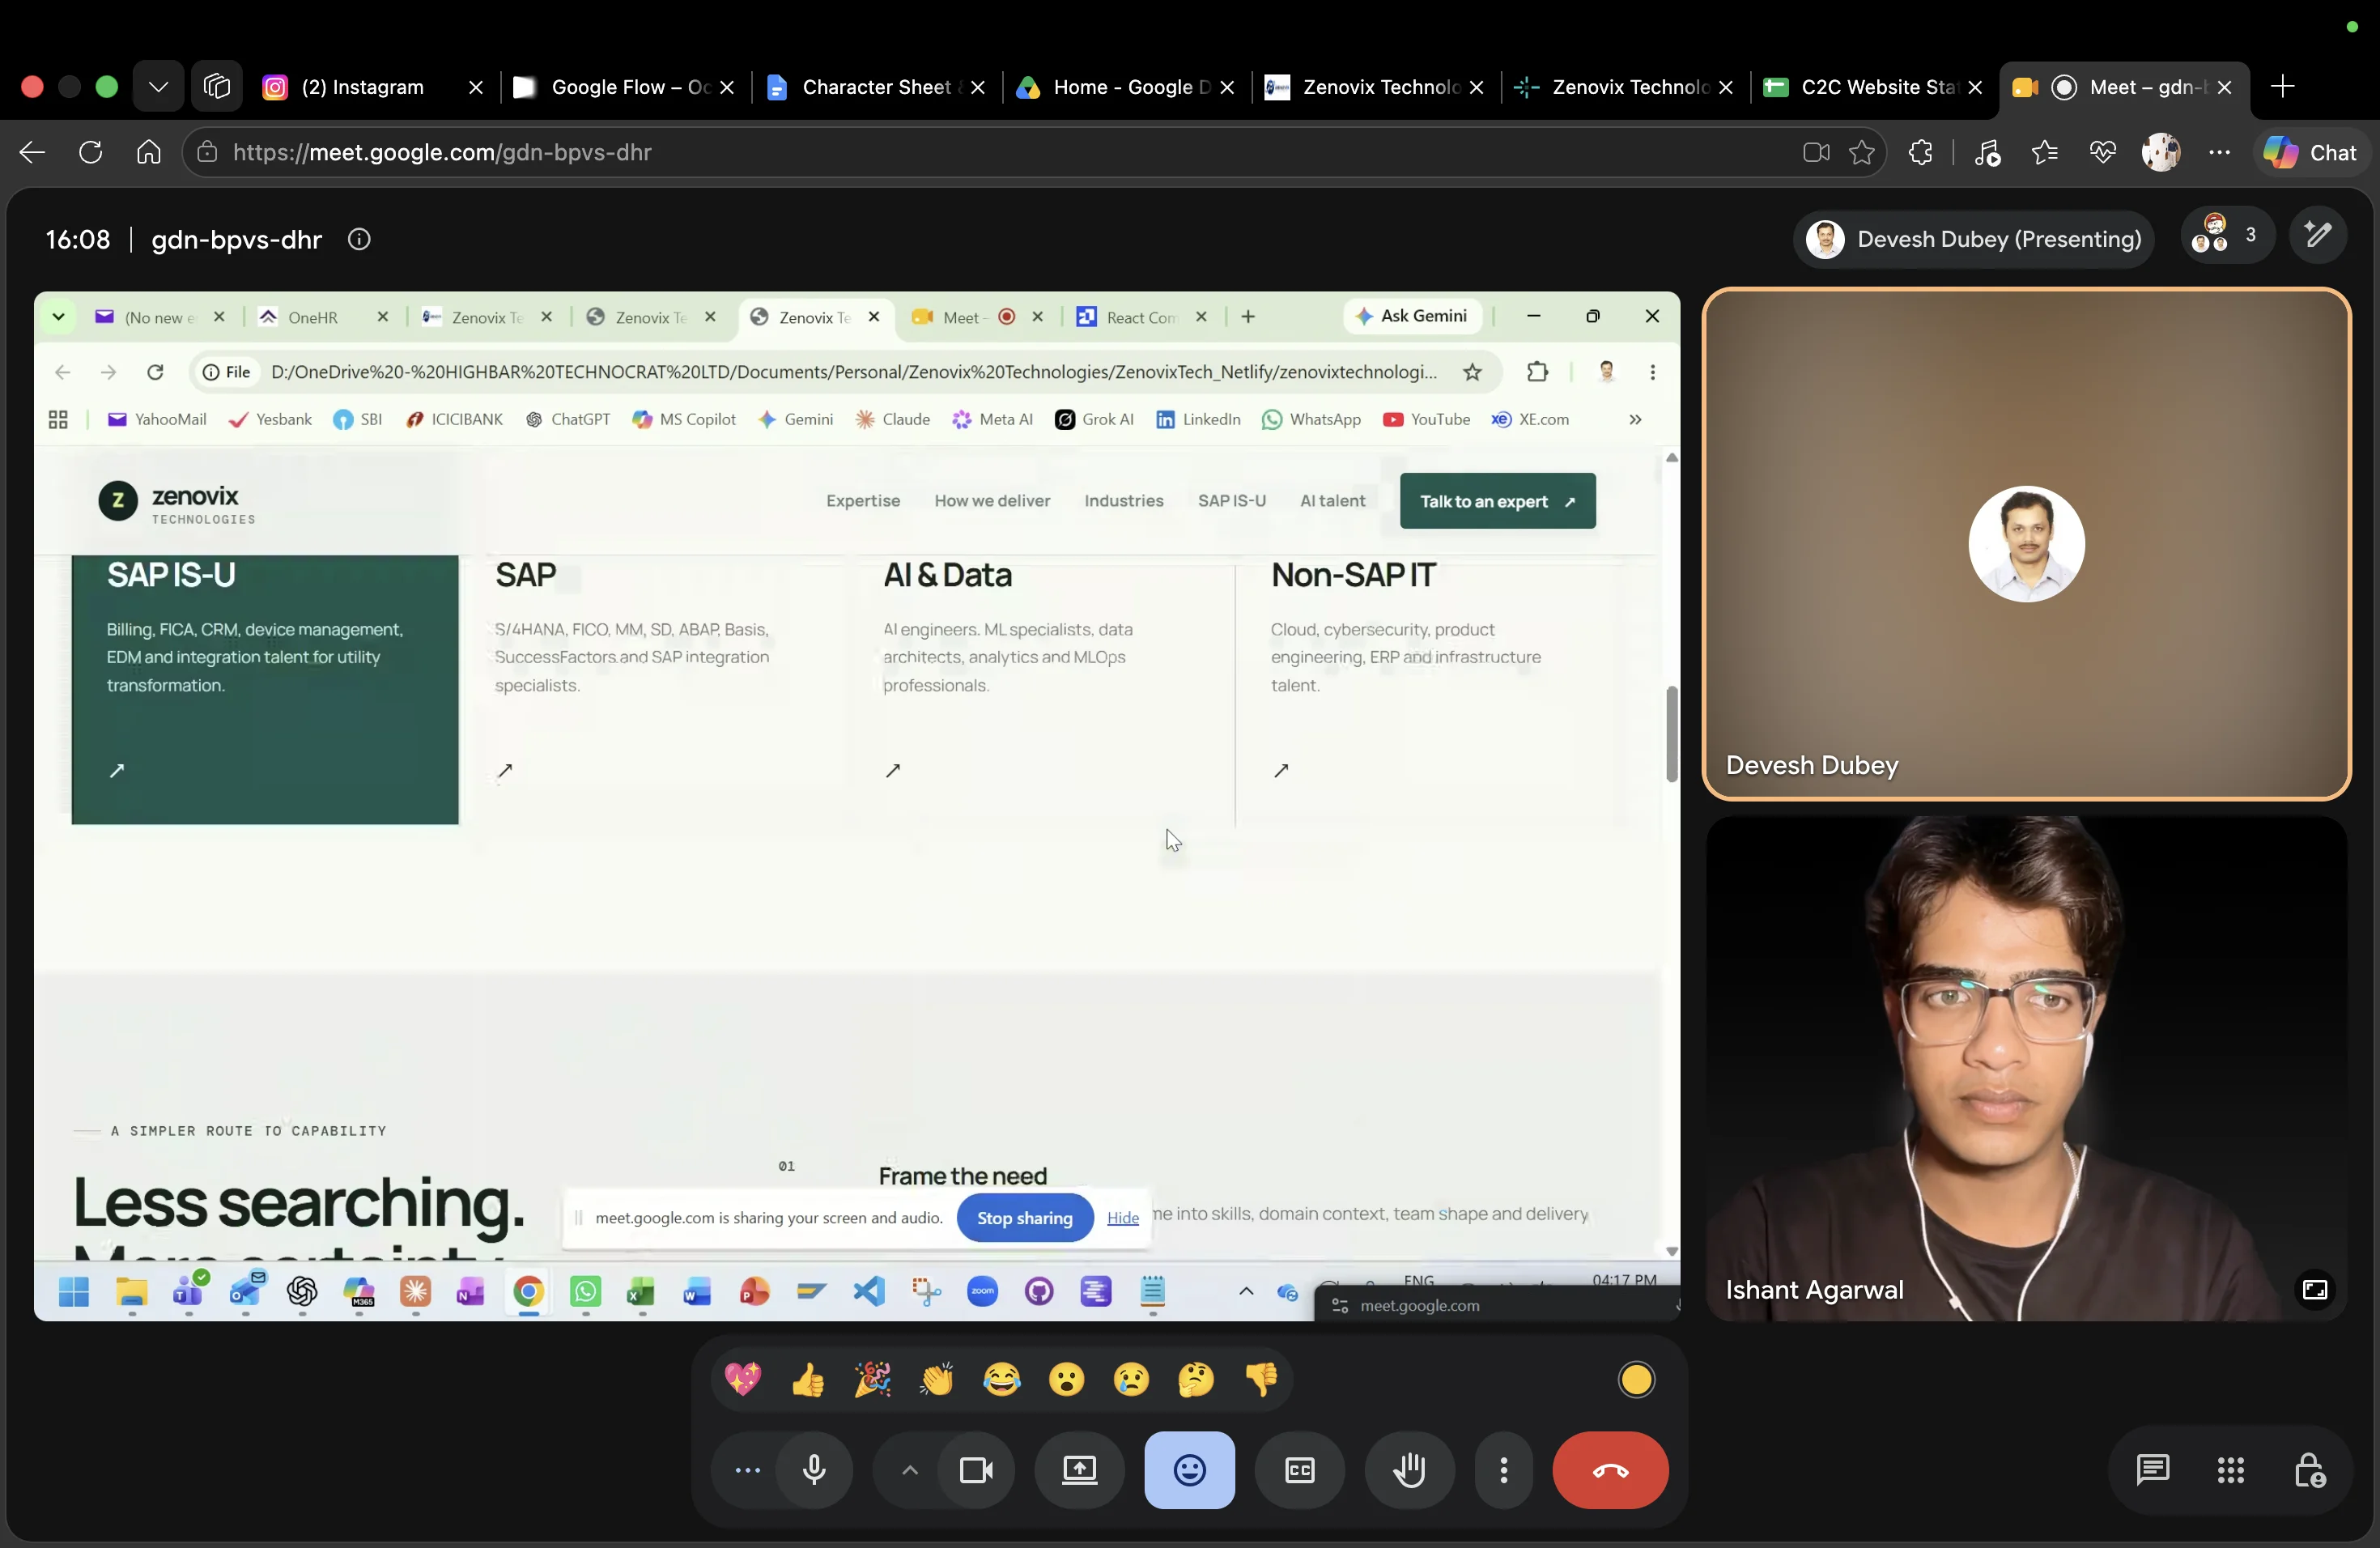 (2) Instagram
Google Flow – Oc
Character Sheet &
Home - Google D
Zenovix Technolo
Zenovix Technolo
C2C Website Stat
Meet – gdn-b
https://meet.google.com/gdn-bpvs-dhr
Chat
16:08 | gdn-bpvs-dhr
Devesh Dubey (Presenting)
3
(No new e
OneHR
Zenovix Te
Zenovix Te
Zenovix Te
Meet -
React Com
Ask Gemini
File
D:/OneDrive%20-%20HIGHBAR%20TECHNOCRAT%20LTD/Documents/Personal/Zenovix%20Technologies/ZenovixTech_Netlify/zenovixtechnologi...
YahooMail
Yesbank
SBI
ICICIBANK
ChatGPT
MS Copilot
Gemini
Claude
Meta AI
Grok AI
LinkedIn
WhatsApp
YouTube
XE.com
Z
zenovix
TECHNOLOGIES
Expertise
How we deliver
Industries
SAP IS-U
AI talent
Talk to an expert ↗
SAP IS-U
Billing, FICA, CRM, device management,
EDM and integration talent for utility
transformation.
↗
SAP
S/4HANA, FICO, MM, SD, ABAP, Basis,
SuccessFactors and SAP integration
specialists.
↗
AI & Data
AI engineers. ML specialists, data
architects, analytics and MLOps
professionals.
↗
Non-SAP IT
Cloud, cybersecurity, product
engineering, ERP and infrastructure
talent.
↗
A SIMPLER ROUTE TO CAPABILITY
Less searching.
More certainty.
01
Frame the need
me into skills, domain context, team shape and delivery
meet.google.com is sharing your screen and audio.
Stop sharing
Hide
M365
zoom
ENG
04:17 PM
meet.google.com
Devesh Dubey
Ishant Agarwal
CC